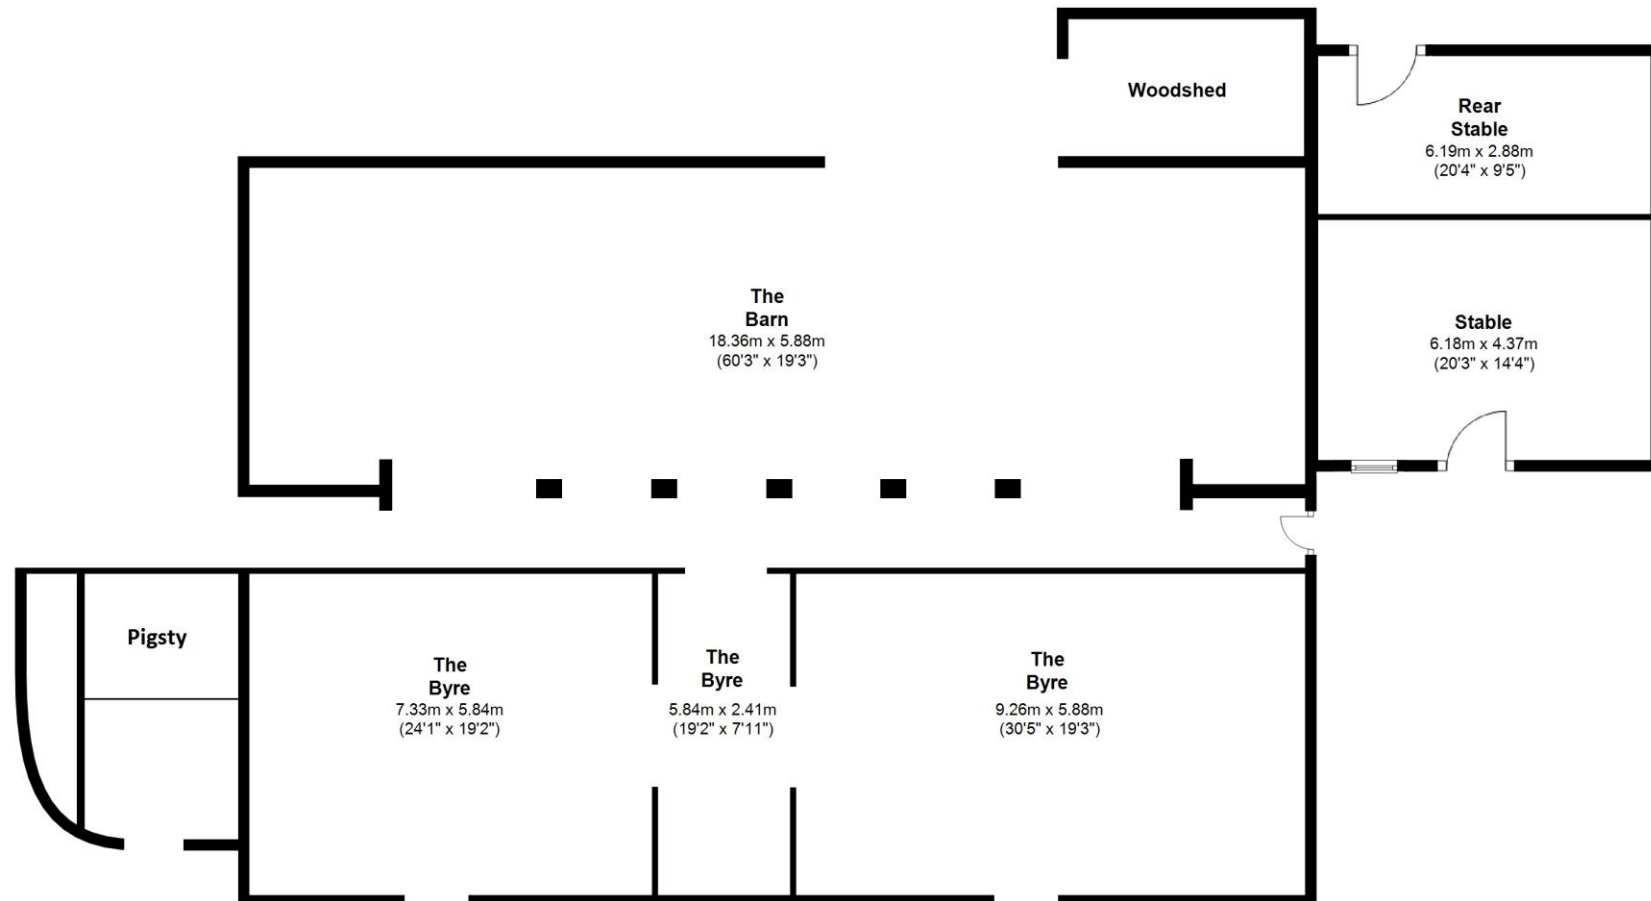 Woodshed
Rear
Stable
6.19m x 2.88m
(20'4" x 9'5")
The
Barn
18.36m x 5.88m
(60'3" x 19'3")
Stable
6.18m x 4.37m
(20'3" x 14'4")
Pigsty
The
Byre
7.33m x 5.84m
(24'1" x 19'2")
The
Byre
5.84m x 2.41m
(19'2" x 7'11")
The
Byre
9.26m x 5.88m
(30'5" x 19'3")